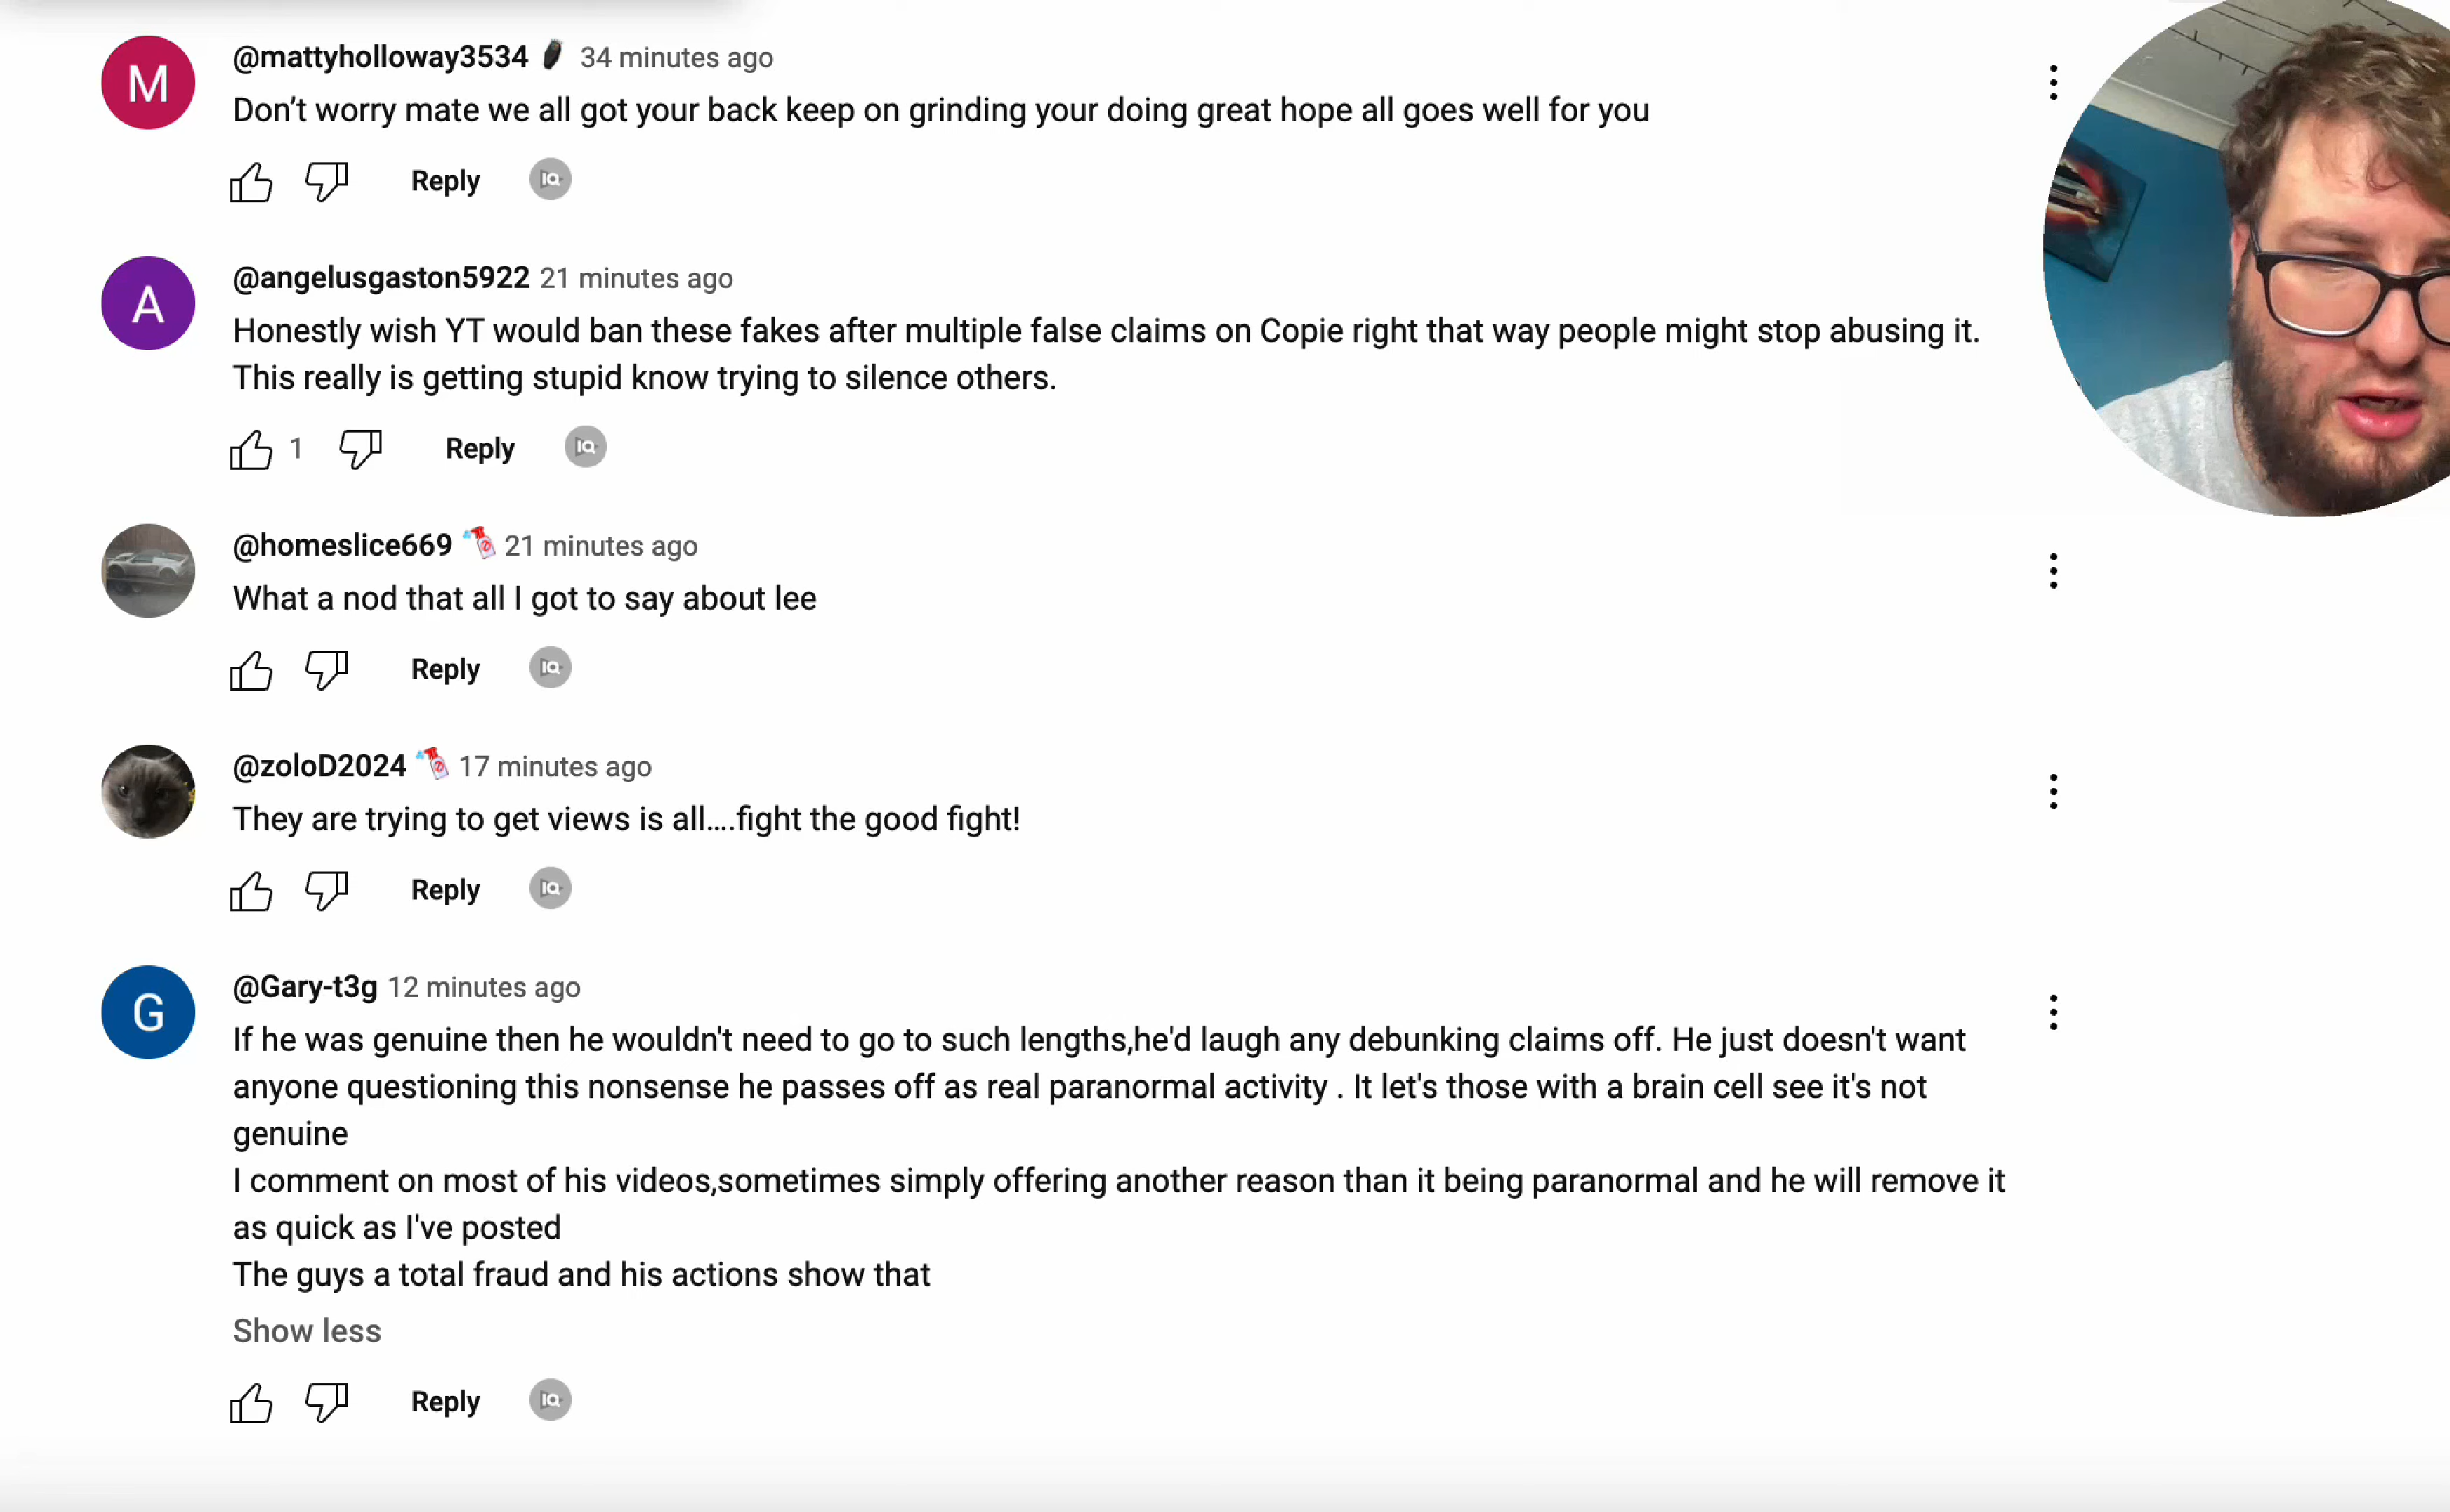 M
@mattyholloway3534 34 minutes ago
Don't worry mate we all got your back keep on grinding your doing great hope all goes well for you
Reply IQ
A
@angelusgaston5922 21 minutes ago
Honestly wish YT would ban these fakes after multiple false claims on Copie right that way people might stop abusing it.
This really is getting stupid know trying to silence others.
1 Reply IQ
@homeslice669 21 minutes ago
What a nod that all I got to say about lee
Reply IQ
@zoloD2024 17 minutes ago
They are trying to get views is all....fight the good fight!
Reply IQ
G
@Gary-t3g 12 minutes ago
If he was genuine then he wouldn't need to go to such lengths,he'd laugh any debunking claims off. He just doesn't want
anyone questioning this nonsense he passes off as real paranormal activity . It let's those with a brain cell see it's not
genuine
I comment on most of his videos,sometimes simply offering another reason than it being paranormal and he will remove it
as quick as I've posted
The guys a total fraud and his actions show that
Show less
Reply IQ